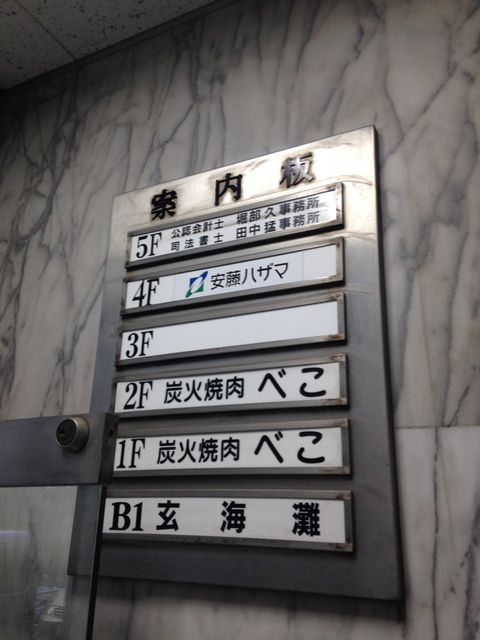 案内板
5F 公認会計士 堀部久事務所
司法書士 田中猛事務所
4F 安藤ハザマ
3F
2F 炭火焼肉 べこ
1F 炭火焼肉 べこ
B1 玄海灘